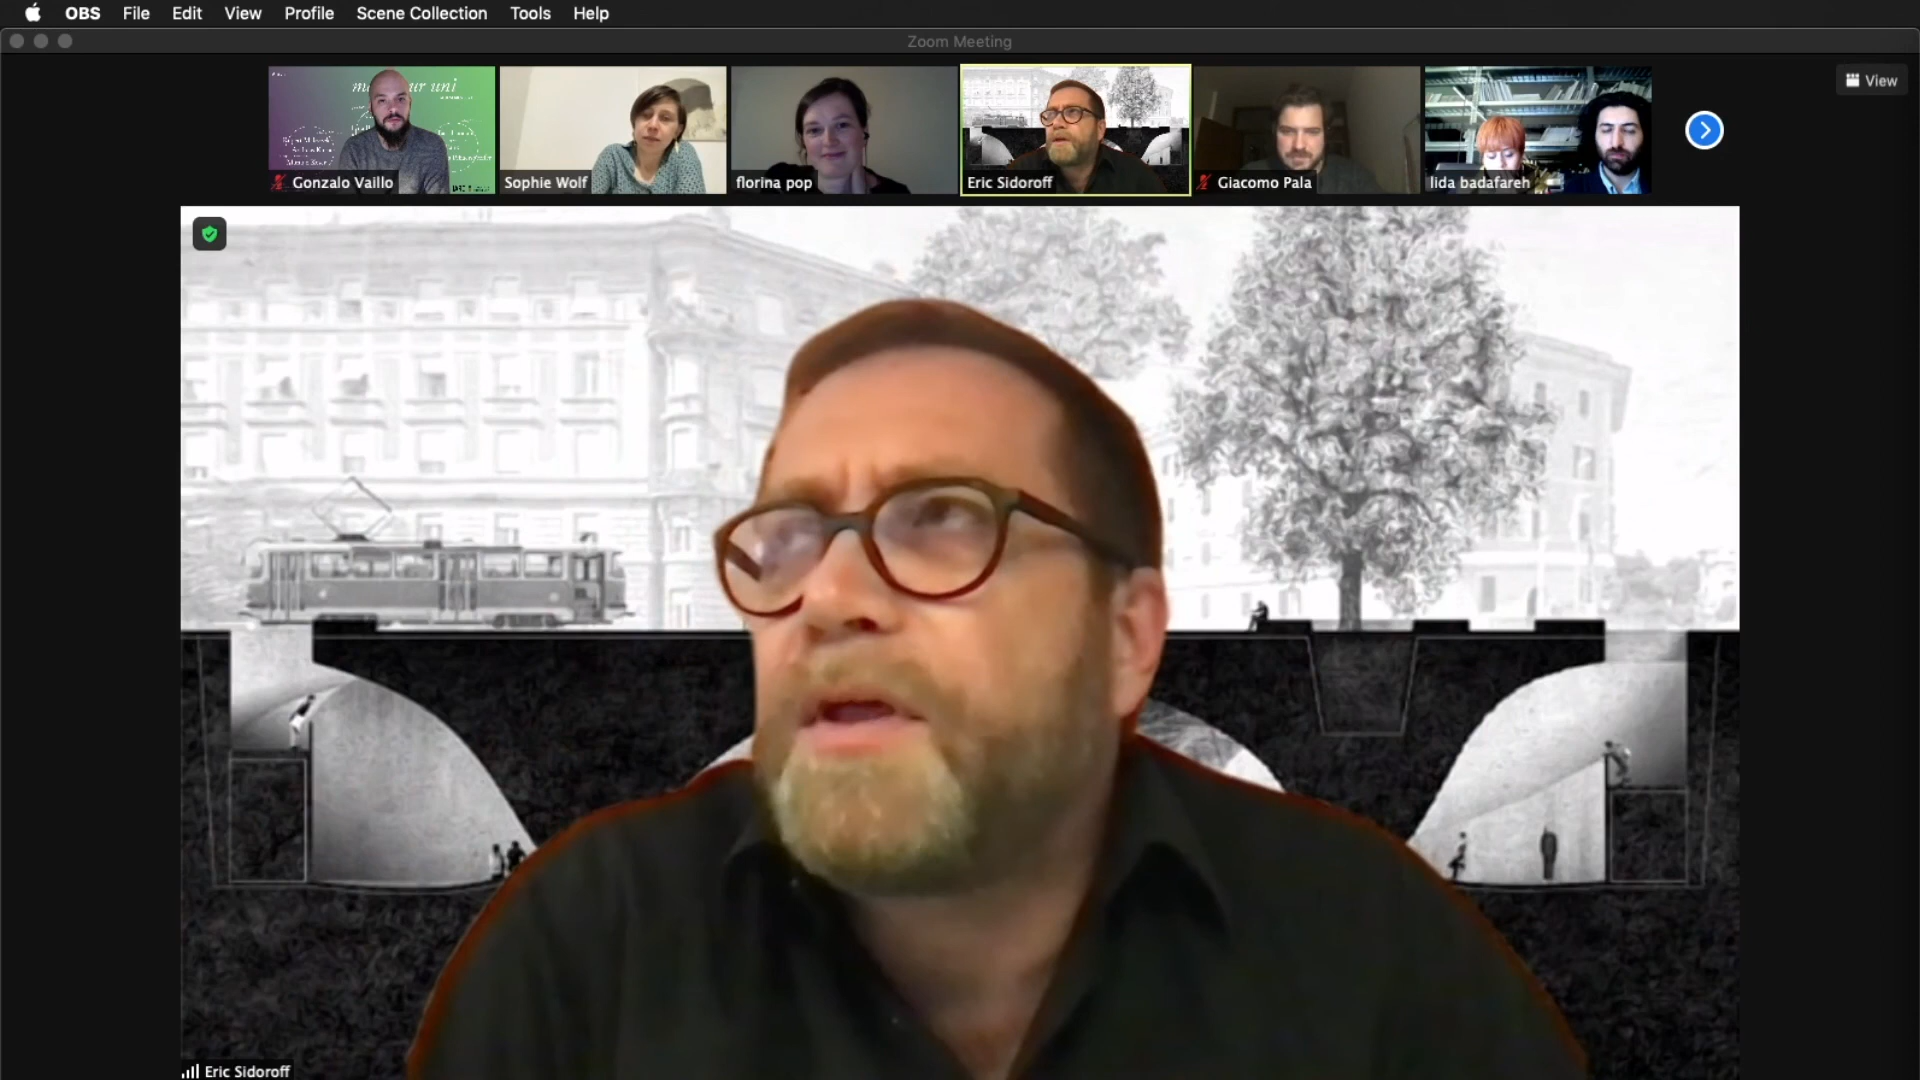 OBS File Edit View Profile Scene Collection Tools Help
Zoom Meeting
View
Gonzalo Vaillo
Sophie Wolf
florina pop
Eric Sidoroff
Giacomo Pala
lida badafareh
Eric Sidoroff